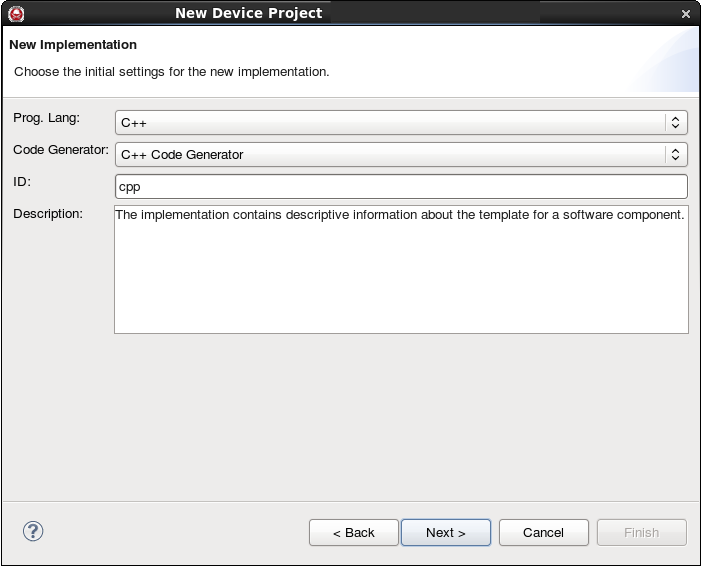 New Device Project
New Implementation
Choose the initial settings for the new implementation.
Prog. Lang: C++
Code Generator: C++ Code Generator
ID: cpp
Description: The implementation contains descriptive information about the template for a software component.
? < Back Next > Cancel Finish